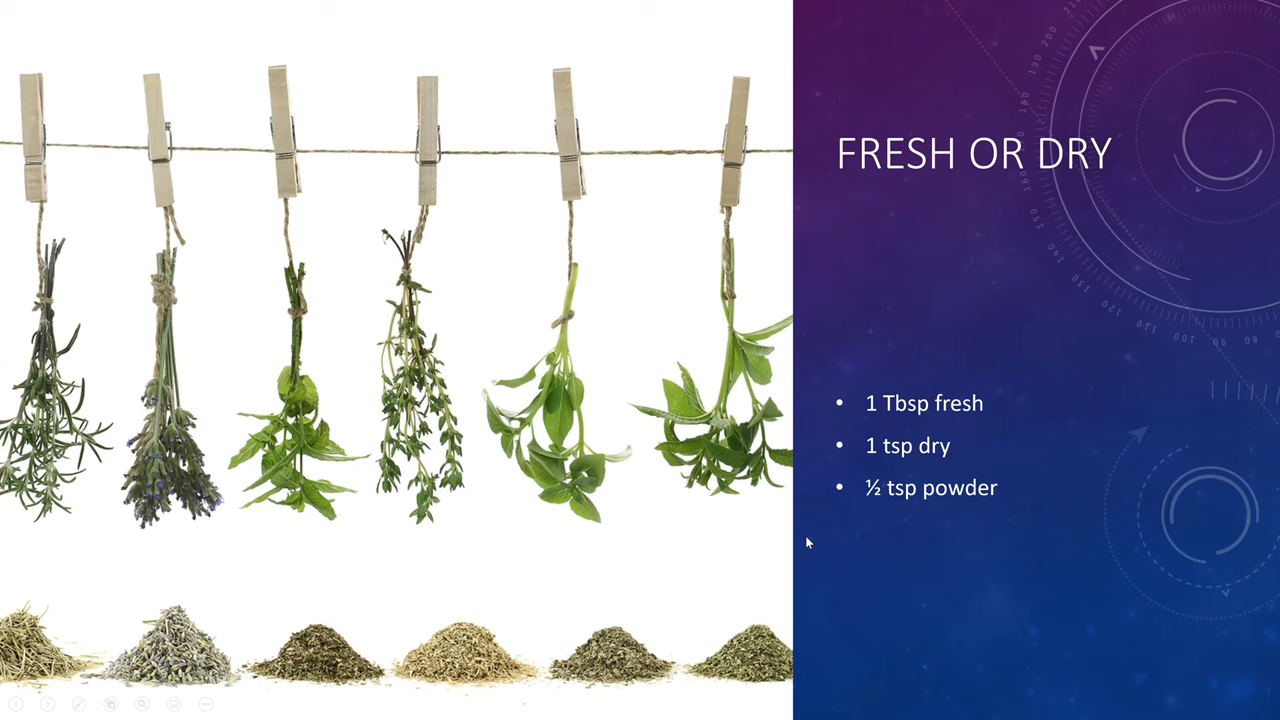 FRESH OR DRY
• 1 Tbsp fresh
• 1 tsp dry
• ½ tsp powder